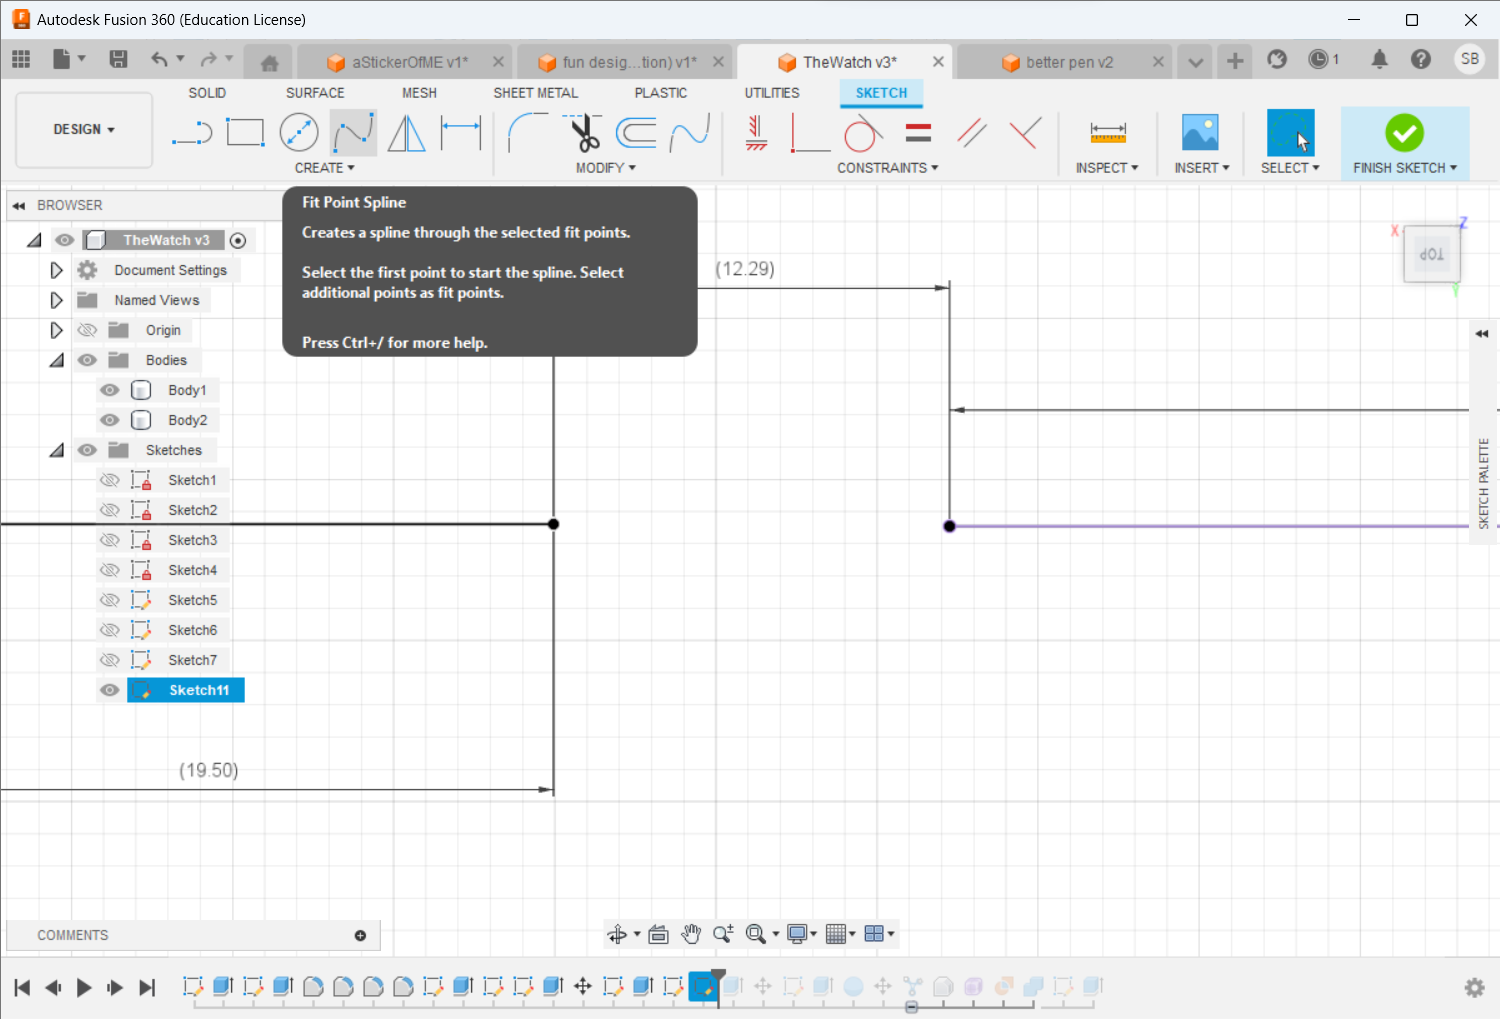 Autodesk Fusion 360 (Education License)
aStickerOfME v1*
fun desig...tion) v1*
TheWatch v3*
better pen v2
1
SB
SOLID
SURFACE
MESH
SHEET METAL
PLASTIC
UTILITIES
SKETCH
DESIGN
CREATE
MODIFY
CONSTRAINTS
INSPECT
INSERT
SELECT
FINISH SKETCH
BROWSER
TheWatch v3
Document Settings
Named Views
Origin
Bodies
Body1
Body2
Sketches
Sketch1
Sketch2
Sketch3
Sketch4
Sketch5
Sketch6
Sketch7
Sketch11
Fit Point Spline
Creates a spline through the selected fit points.
Select the first point to start the spline. Select
additional points as fit points.
Press Ctrl+/ for more help.
(12.29)
X
Z
TOP
Y
SKETCH PALETTE
(19.50)
COMMENTS